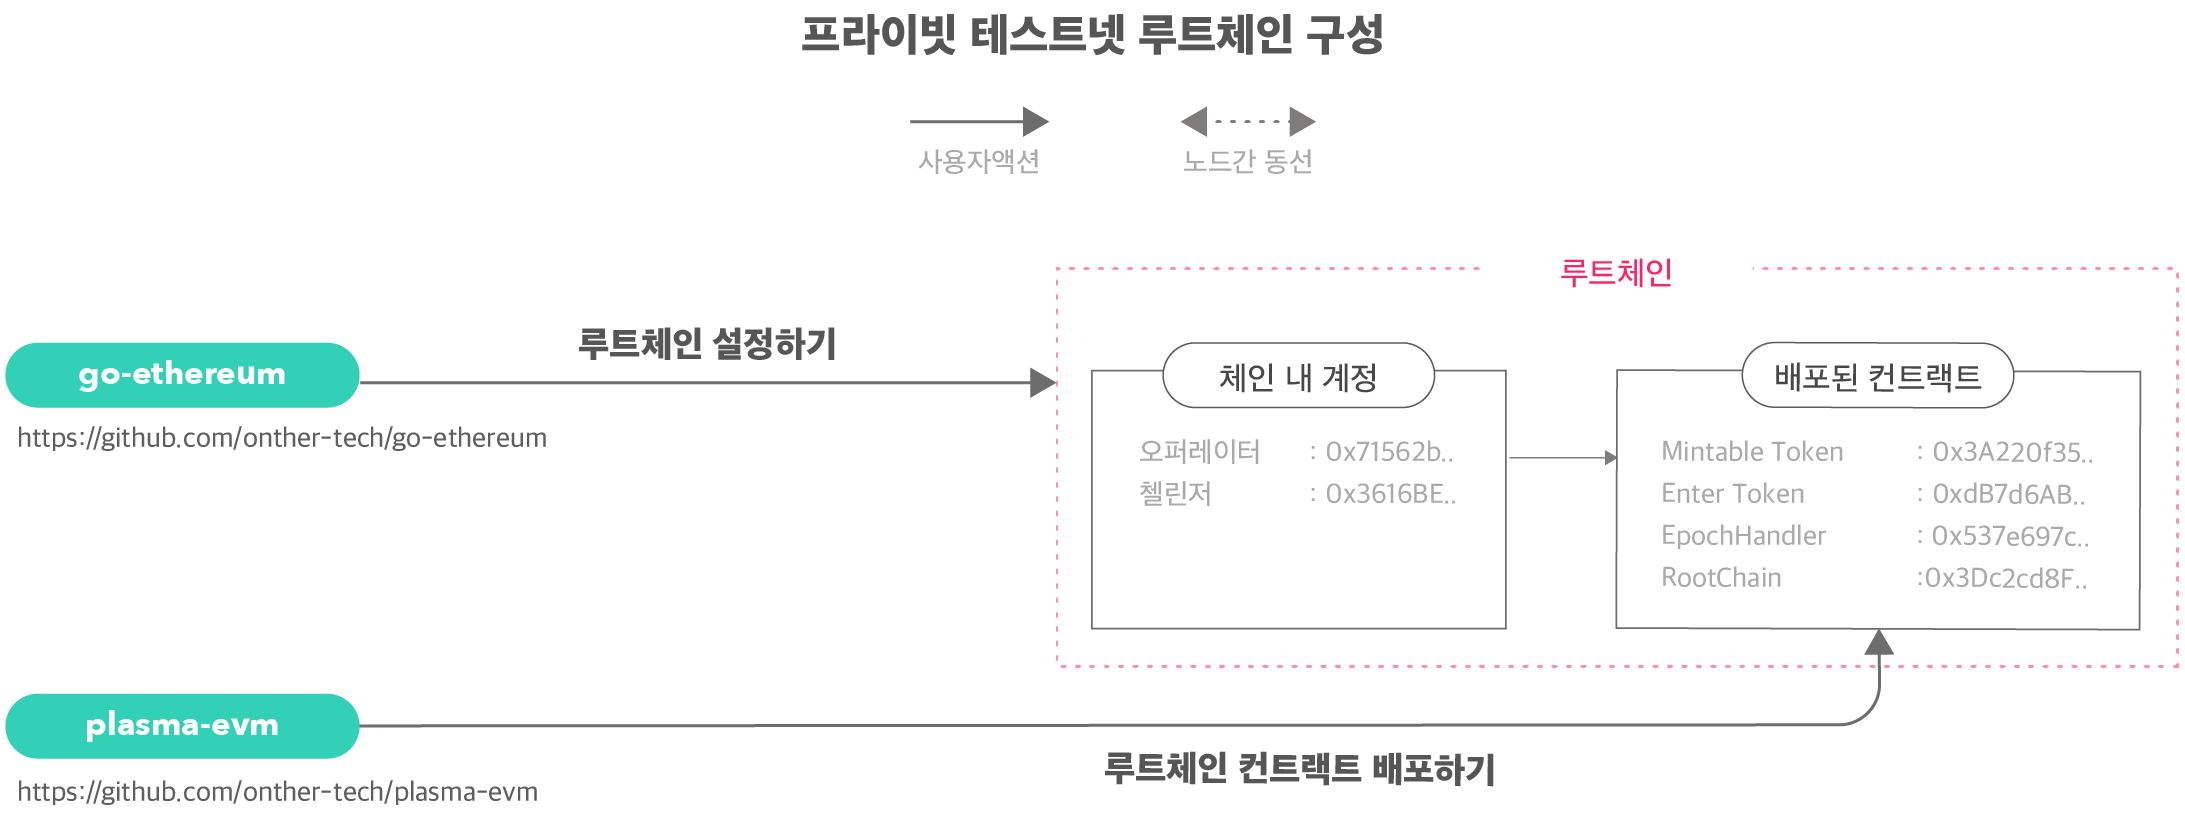 프라이빗 테스트넷 루트체인 구성
사용자액션
노드간 동선
루트체인
루트체인 설정하기
go-ethereum
https://github.com/onther-tech/go-ethereum
체인 내 계정
오퍼레이터 : 0x71562b..
첼린저 : 0x3616BE..
배포된 컨트랙트
Mintable Token : 0x3A220f35..
Enter Token : 0xdB7d6AB..
EpochHandler : 0x537e697c..
RootChain :0x3Dc2cd8F..
plasma-evm
루트체인 컨트랙트 배포하기
https://github.com/onther-tech/plasma-evm